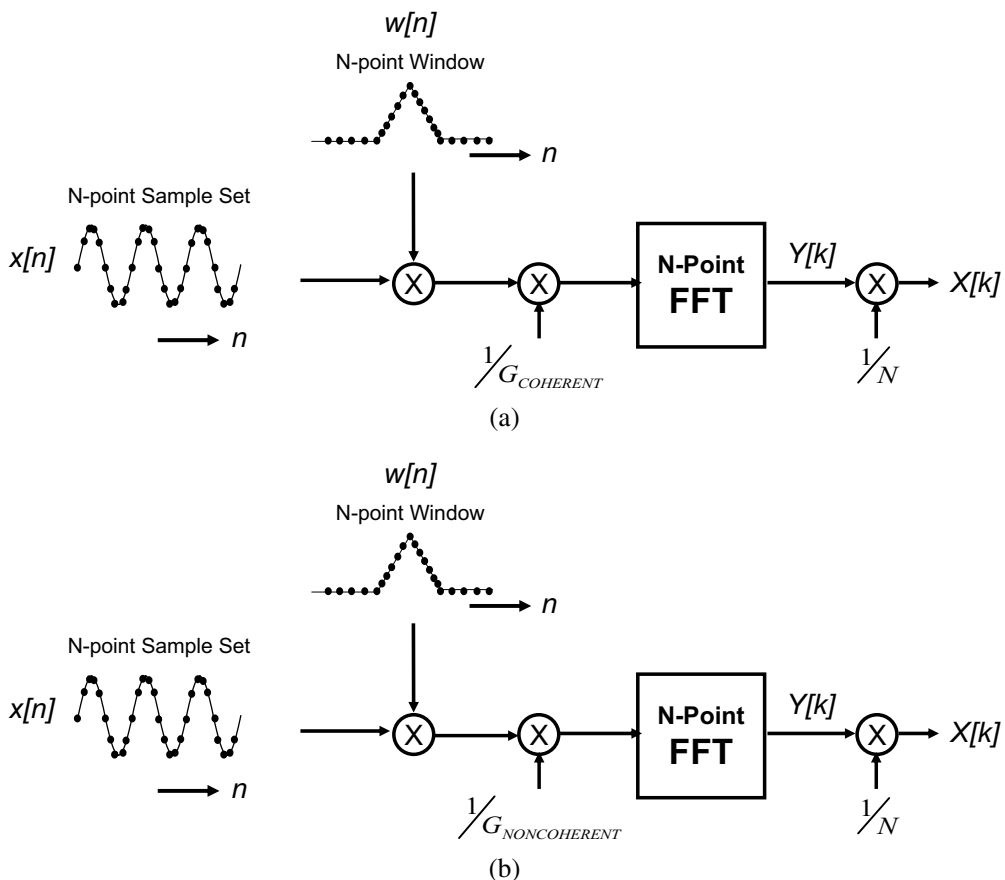 w[n]
N-point Window
n
N-point Sample Set
x[n]
n
X
X
1/G_COHERENT
N-Point
FFT
Y[k]
X
1/N
X[k]
(a)
w[n]
N-point Window
n
N-point Sample Set
x[n]
n
X
X
1/G_NONCOHERENT
N-Point
FFT
Y[k]
X
1/N
X[k]
(b)